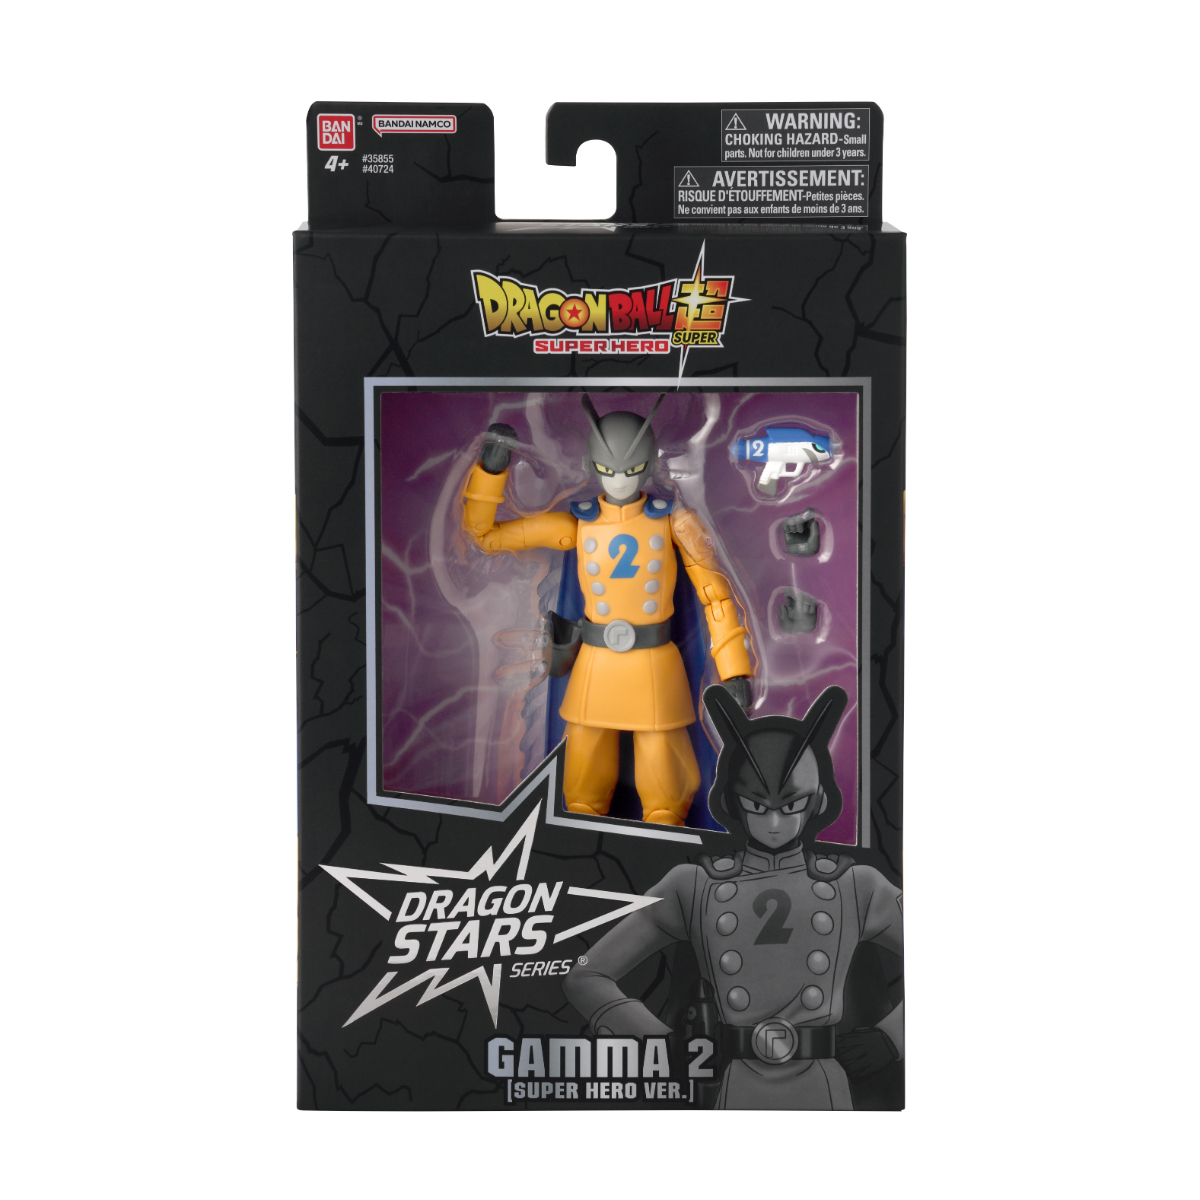 BAN
DAI
BANDAI NAMCO
4+
#35855
#40724
WARNING:
CHOKING HAZARD-Small
parts. Not for children under 3 years.
AVERTISSEMENT:
RISQUE D'ÉTOUFFEMENT-Petites pièces.
Ne convient pas aux enfants de moins de 3 ans.
DRAGON BALL 超
SUPER
SUPER HERO
2
2
DRAGON
STARS
SERIES®
2
GAMMA 2
[SUPER HERO VER.]